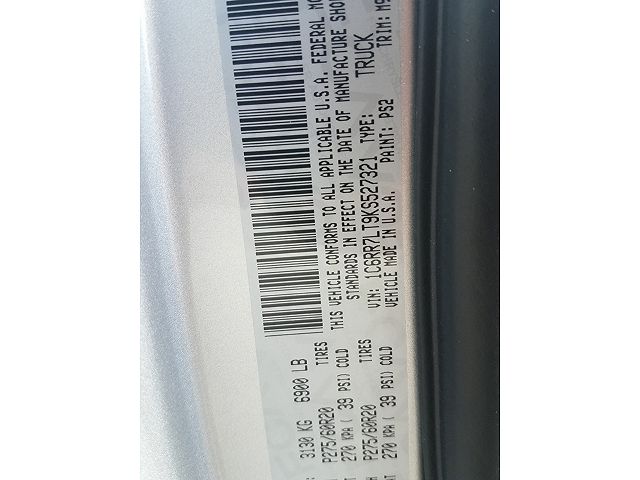 3130 KG 6900 LB
P275/60R20 TIRES
270 KPA ( 39 PSI) COLD
P275/60R20 TIRES
270 KPA ( 39 PSI) COLD
THIS VEHICLE CONFORMS TO ALL APPLICABLE U.S.A. FEDERAL
STANDARDS IN EFFECT ON THE DATE OF MANUFACTURE
VIN: 1C6RR7LT9KS527321 TYPE: TRUCK
VEHICLE MADE IN U.S.A. PAINT: PS2 TRIM: